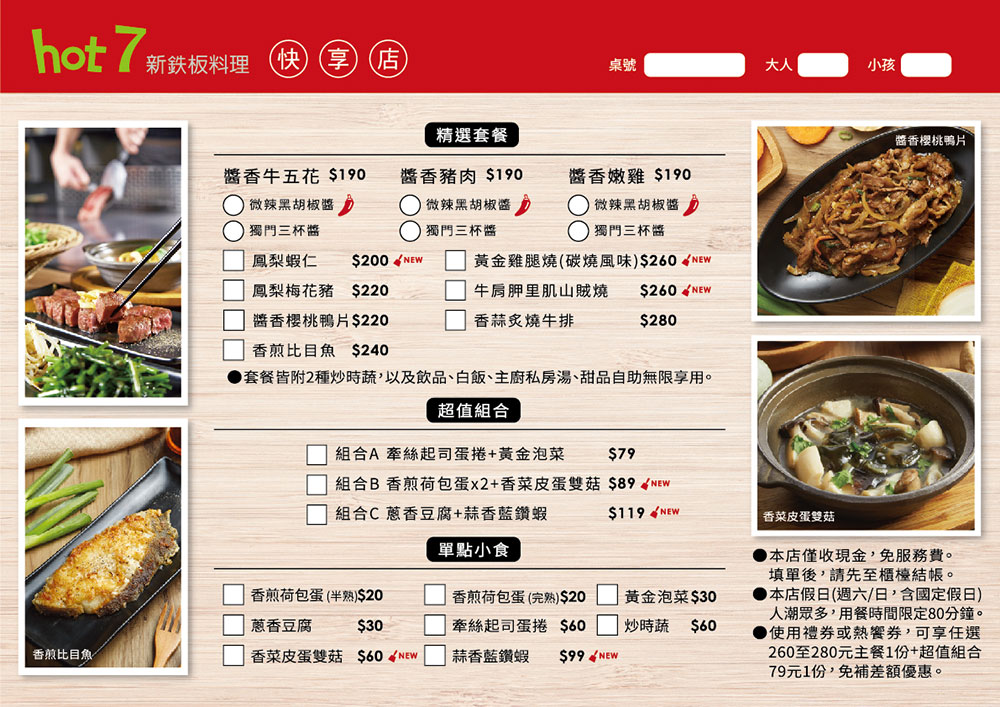 hot 7 新鉄板料理 快 享 店
桌號 大人 小孩
精選套餐
醬香牛五花 $190 醬香豬肉 $190 醬香嫩雞 $190
微辣黑胡椒醬 微辣黑胡椒醬 微辣黑胡椒醬
獨門三杯醬 獨門三杯醬 獨門三杯醬
鳳梨蝦仁 $200 NEW 黃金雞腿燒(碳燒風味)$260 NEW
鳳梨梅花豬 $220 牛肩胛里肌山賊燒 $260 NEW
醬香櫻桃鴨片$220 香蒜炙燒牛排 $280
香煎比目魚 $240
●套餐皆附2種炒時蔬,以及飲品、白飯、主廚私房湯、甜品自助無限享用。
超值組合
組合A 牽絲起司蛋捲+黃金泡菜 $79
組合B 香煎荷包蛋x2+香菜皮蛋雙菇 $89 NEW
組合C 蔥香豆腐+蒜香藍鑽蝦 $119 NEW
單點小食
香煎荷包蛋(半熟)$20 香煎荷包蛋(完熟)$20 黃金泡菜$30
蔥香豆腐 $30 牽絲起司蛋捲 $60 炒時蔬 $60
香菜皮蛋雙菇 $60 NEW 蒜香藍鑽蝦 $99 NEW
香煎比目魚
醬香櫻桃鴨片
香菜皮蛋雙菇
●本店僅收現金,免服務費。
填單後,請先至櫃檯結帳。
●本店假日(週六/日,含國定假日)
人潮眾多,用餐時間限定80分鐘。
●使用禮券或熱饗券,可享任選
260至280元主餐1份+超值組合
79元1份,免補差額優惠。